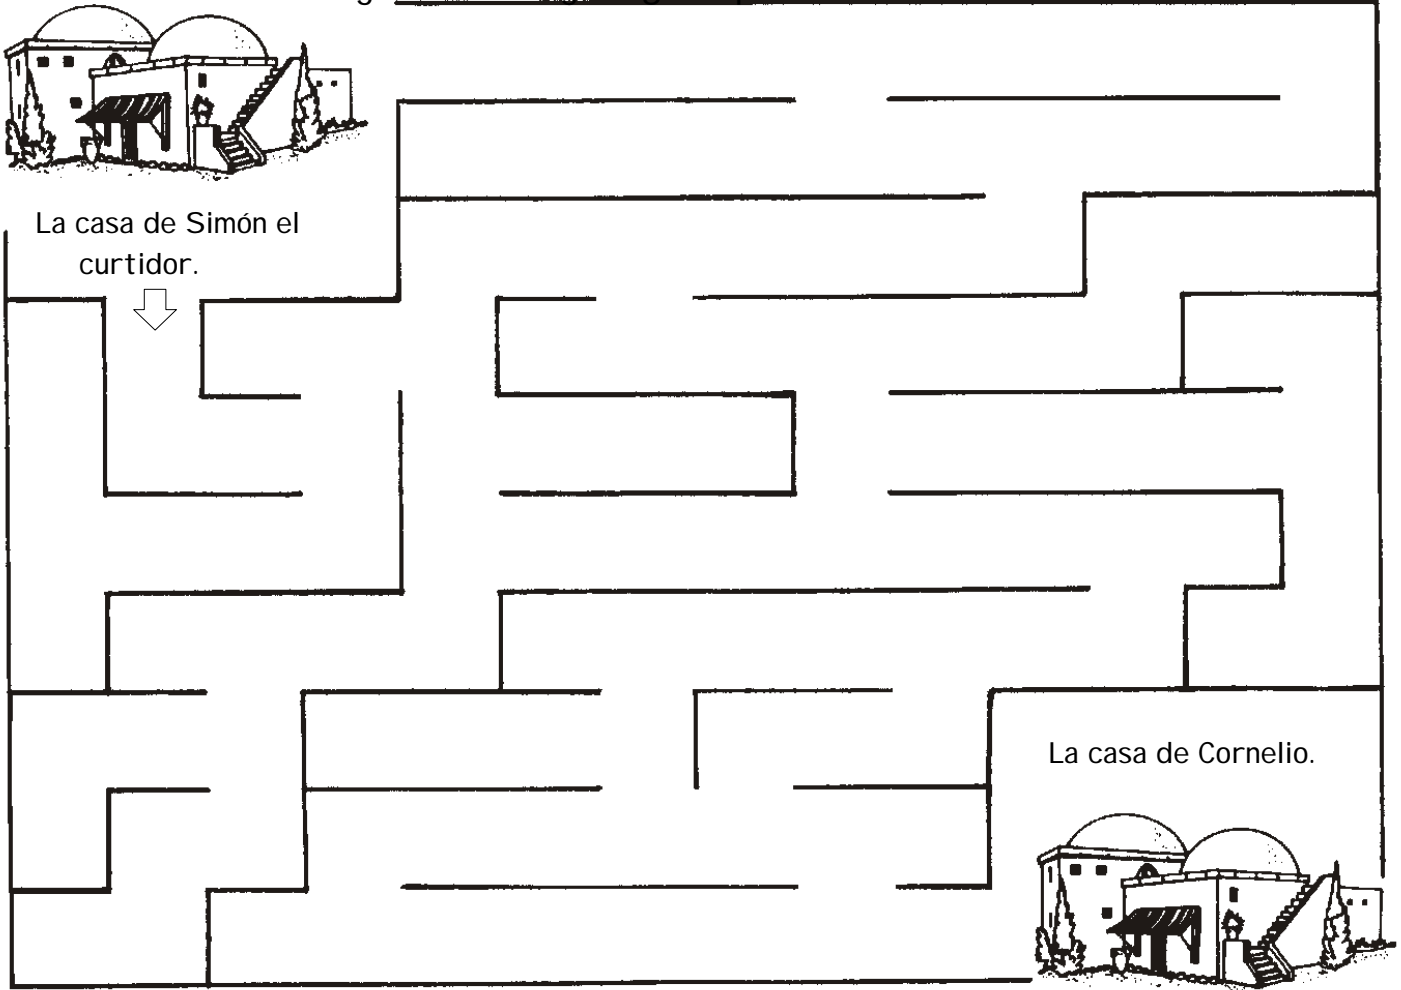 La casa de Simón el
curtidor.
La casa de Cornelio.